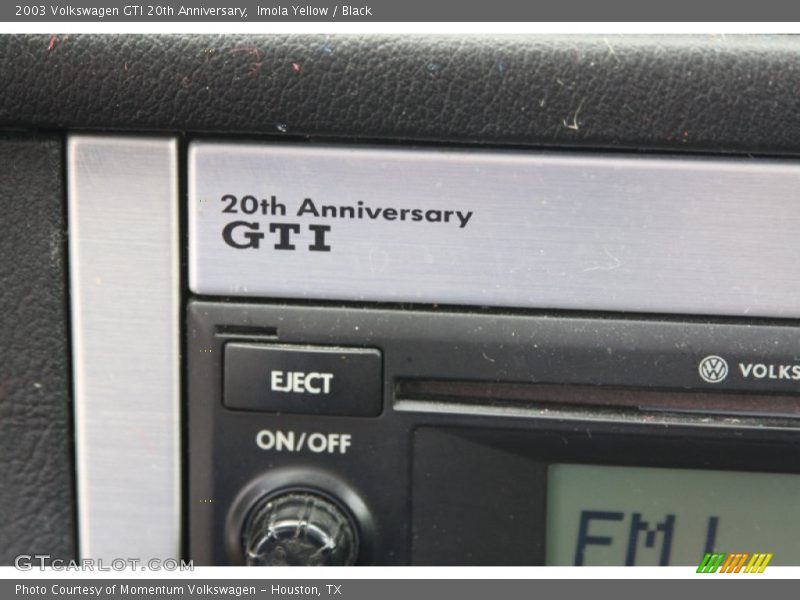 2003 Volkswagen GTI 20th Anniversary,  Imola Yellow / Black
20th Anniversary
GTI
EJECT
VOLKS
ON/OFF
FM1
GTCARLOT.COM
Photo Courtesy of Momentum Volkswagen – Houston, TX